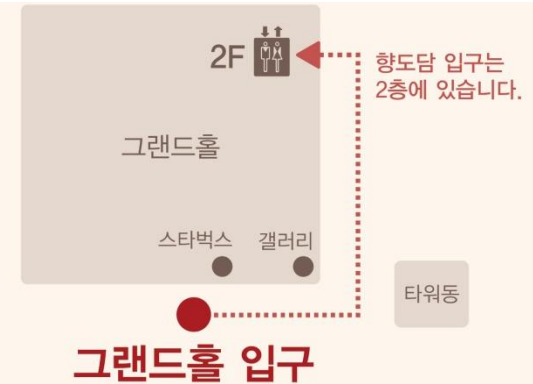 2F
향도담 입구는
2층에 있습니다.
그랜드홀
스타벅스
갤러리
타워동
그랜드홀 입구